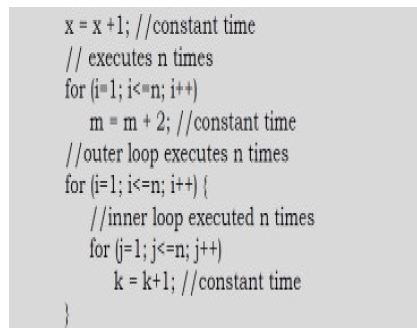 x = x +1; //constant time
// executes n times
for (i=1; i<=n; i++)
m = m + 2; //constant time
//outer loop executes n times
for (i=1; i<=n; i++) {
//inner loop executed n times
for (j=1; j<=n; j++)
k = k+1; //constant time
}